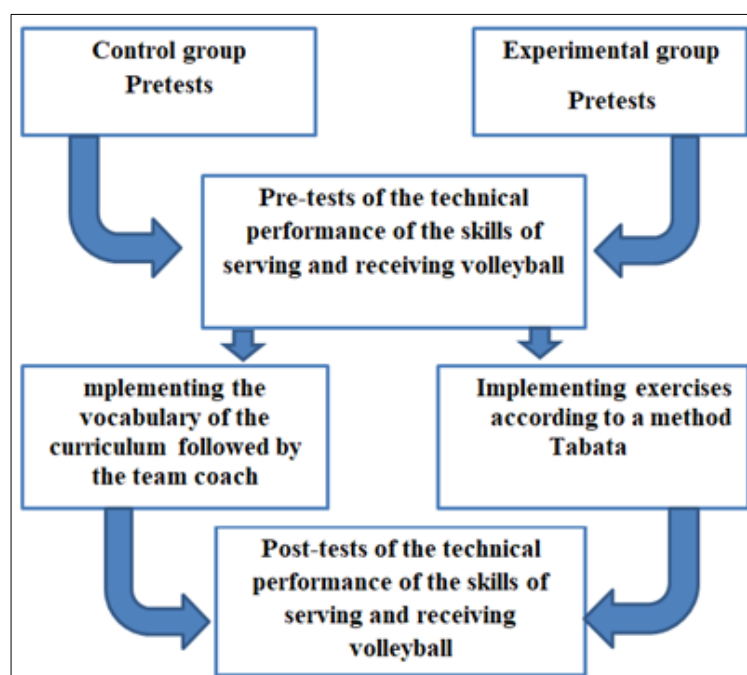 Control group
Pretests
Experimental group
Pretests
Pre-tests of the technical
performance of the skills of
serving and receiving volleyball
mplementing the
vocabulary of the
curriculum followed by
the team coach
Implementing exercises
according to a method
Tabata
Post-tests of the technical
performance of the skills of
serving and receiving
volleyball